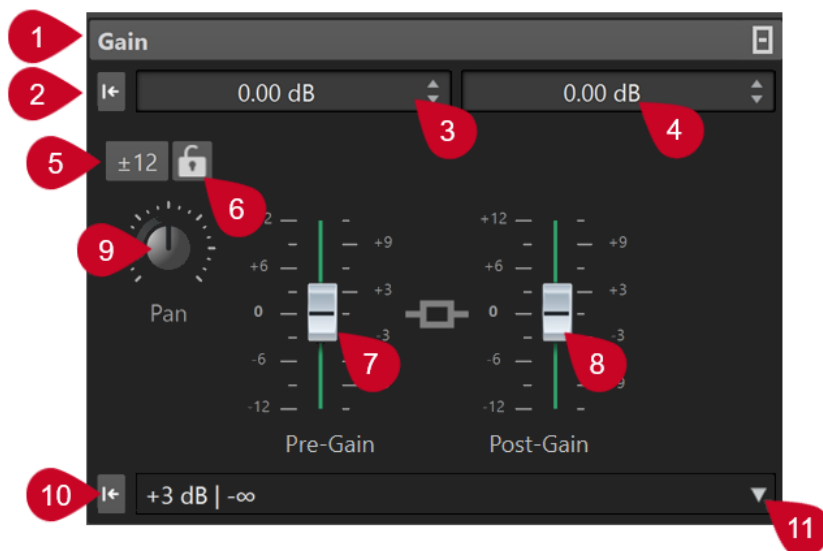 1 Gain
2 0.00 dB 0.00 dB
3 4
5 ±12
6
2 +12
9 +9 +9
+6 +6
+3 +3
Pan 0 0
-3 -3
7 8
-6 -6
9
-12 -12
Pre-Gain Post-Gain
10 +3 dB | -∞
11